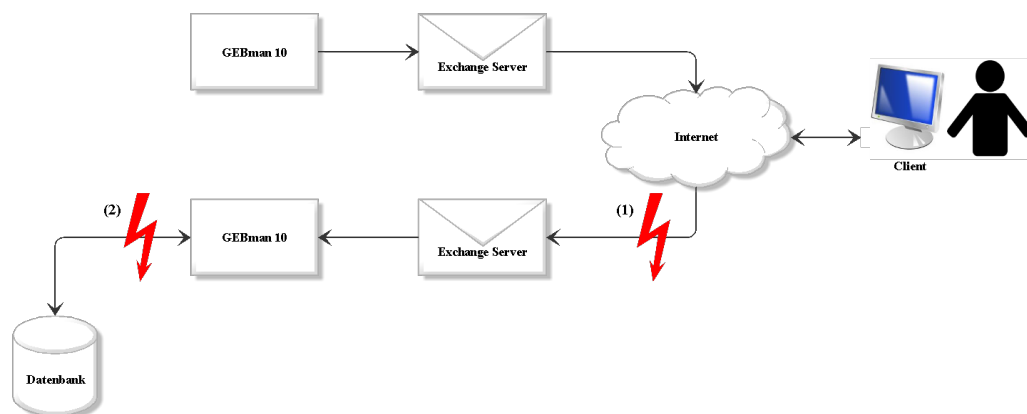 GEBman 10
Exchange Server
Internet
Client
(2)
GEBman 10
Exchange Server
(1)
Datenbank